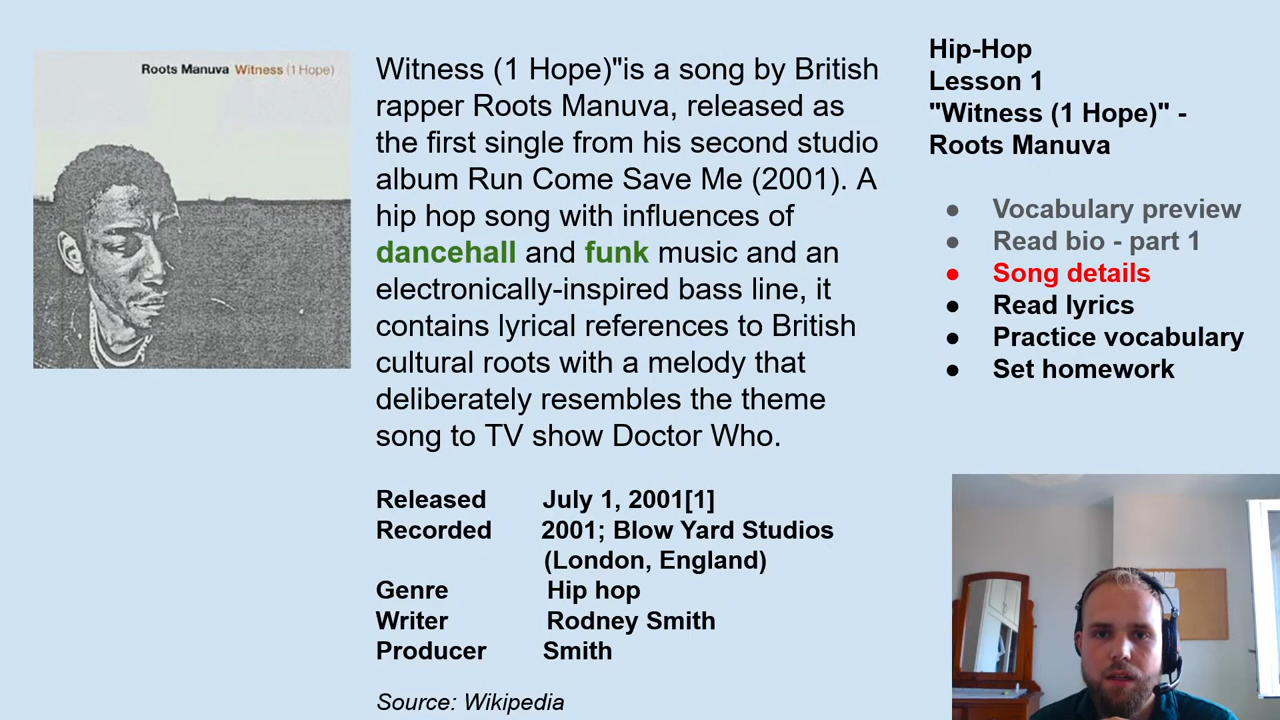 Roots Manuva Witness (1 Hope)
Witness (1 Hope)"is a song by British
rapper Roots Manuva, released as
the first single from his second studio
album Run Come Save Me (2001). A
hip hop song with influences of
dancehall and funk music and an
electronically-inspired bass line, it
contains lyrical references to British
cultural roots with a melody that
deliberately resembles the theme
song to TV show Doctor Who.
Released July 1, 2001[1]
Recorded 2001; Blow Yard Studios
(London, England)
Genre Hip hop
Writer Rodney Smith
Producer Smith
Source: Wikipedia
Hip-Hop
Lesson 1
"Witness (1 Hope)" -
Roots Manuva
● Vocabulary preview
● Read bio - part 1
● Song details
● Read lyrics
● Practice vocabulary
● Set homework